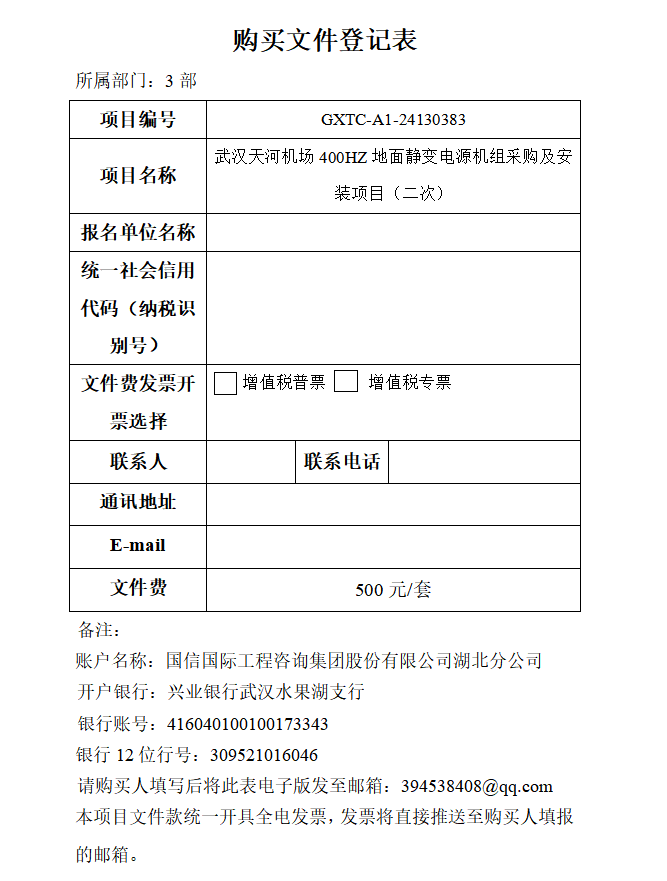 购买文件登记表
所属部门：3 部
项目编号
GXTC-A1-24130383
项目名称
武汉天河机场 400HZ 地面静变电源机组采购及安
装项目（二次）
报名单位名称
统一社会信用
代码（纳税识
别号）
文件费发票开
票选择
增值税普票 增值税专票
联系人 联系电话
通讯地址
E-mail
文件费 500 元/套
备注：
账户名称：国信国际工程咨询集团股份有限公司湖北分公司
开户银行：兴业银行武汉水果湖支行
银行账号：416040100100173343
银行 12 位行号：309521016046
请购买人填写后将此表电子版发至邮箱：394538408@qq.com
本项目文件款统一开具全电发票，发票将直接推送至购买人填报
的邮箱。